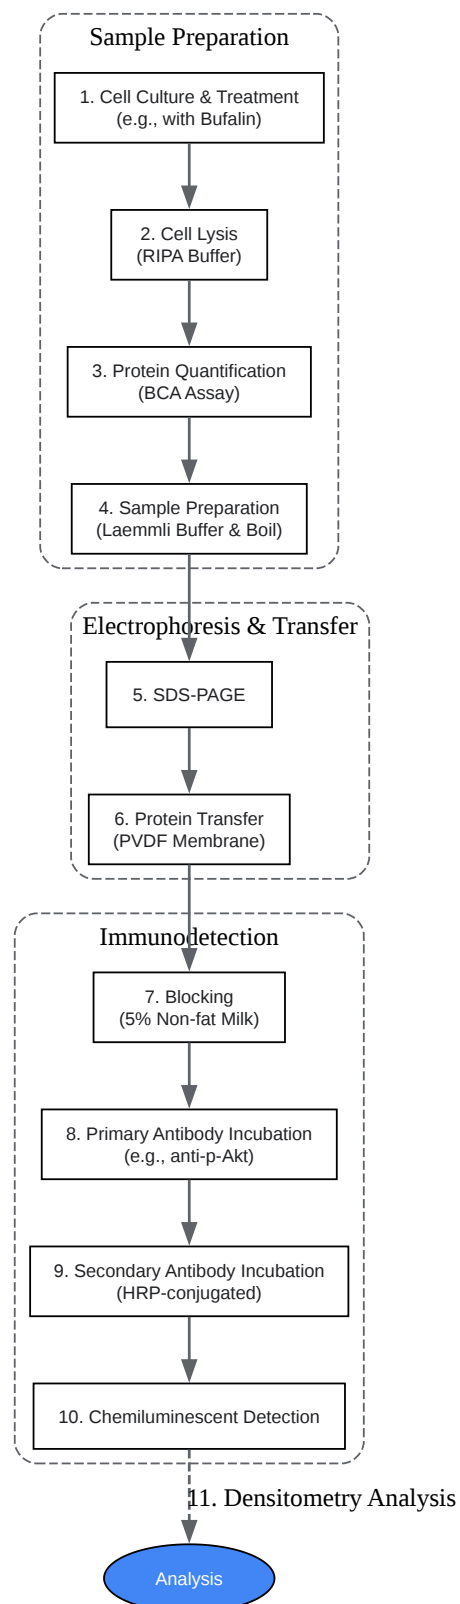 Sample Preparation
1. Cell Culture & Treatment
(e.g., with Bufalin)
2. Cell Lysis
(RIPA Buffer)
3. Protein Quantification
(BCA Assay)
4. Sample Preparation
(Laemmli Buffer & Boil)
Electrophoresis & Transfer
5. SDS-PAGE
6. Protein Transfer
(PVDF Membrane)
Immunodetection
7. Blocking
(5% Non-fat Milk)
8. Primary Antibody Incubation
(e.g., anti-p-Akt)
9. Secondary Antibody Incubation
(HRP-conjugated)
10. Chemiluminescent Detection
11. Densitometry Analysis
Analysis